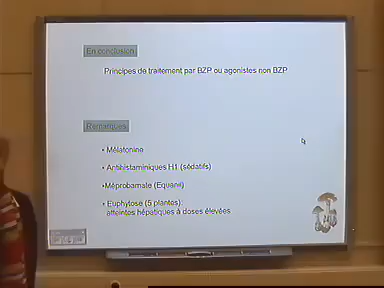 En conclusion
Principes de traitement par BZP ou agonistes non BZP
Remarques
• Mélatonine
• Antihistaminiques H1 (sédatifs)
•Méprobamate (Equanil)
• Euphytose (5 plantes):
atteintes hépatiques à doses élevées